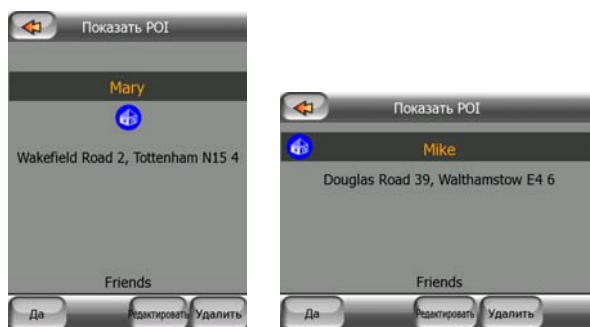 Показать POI
Mary
Wakefield Road 2, Tottenham N15 4
Friends
Да Редактировать Удалить
Показать POI
Mike
Douglas Road 39, Walthamstow E4 6
Friends
Да Редактировать Удалить